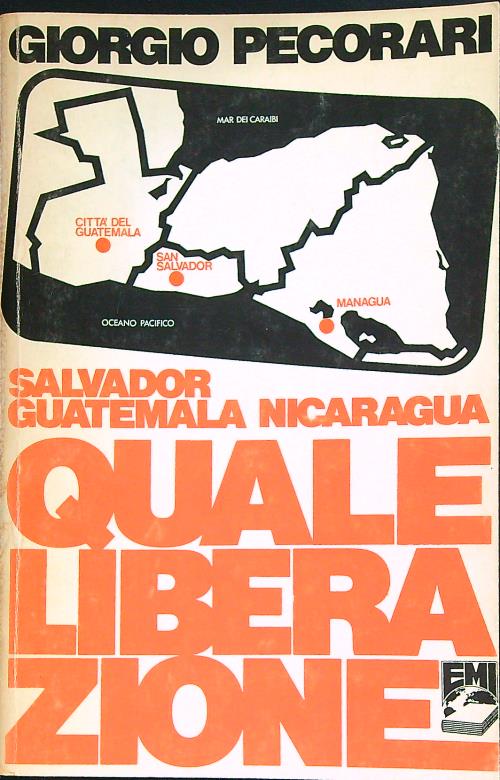 GIORGIO PECORARI
MAR DEI CARAIBI
CITTA' DEL
GUATEMALA
SAN
SALVADOR
MANAGUA
OCEANO PACIFICO
SALVADOR
GUATEMALA NICARAGUA
QUALE
LIBERA
ZIONE
EMI